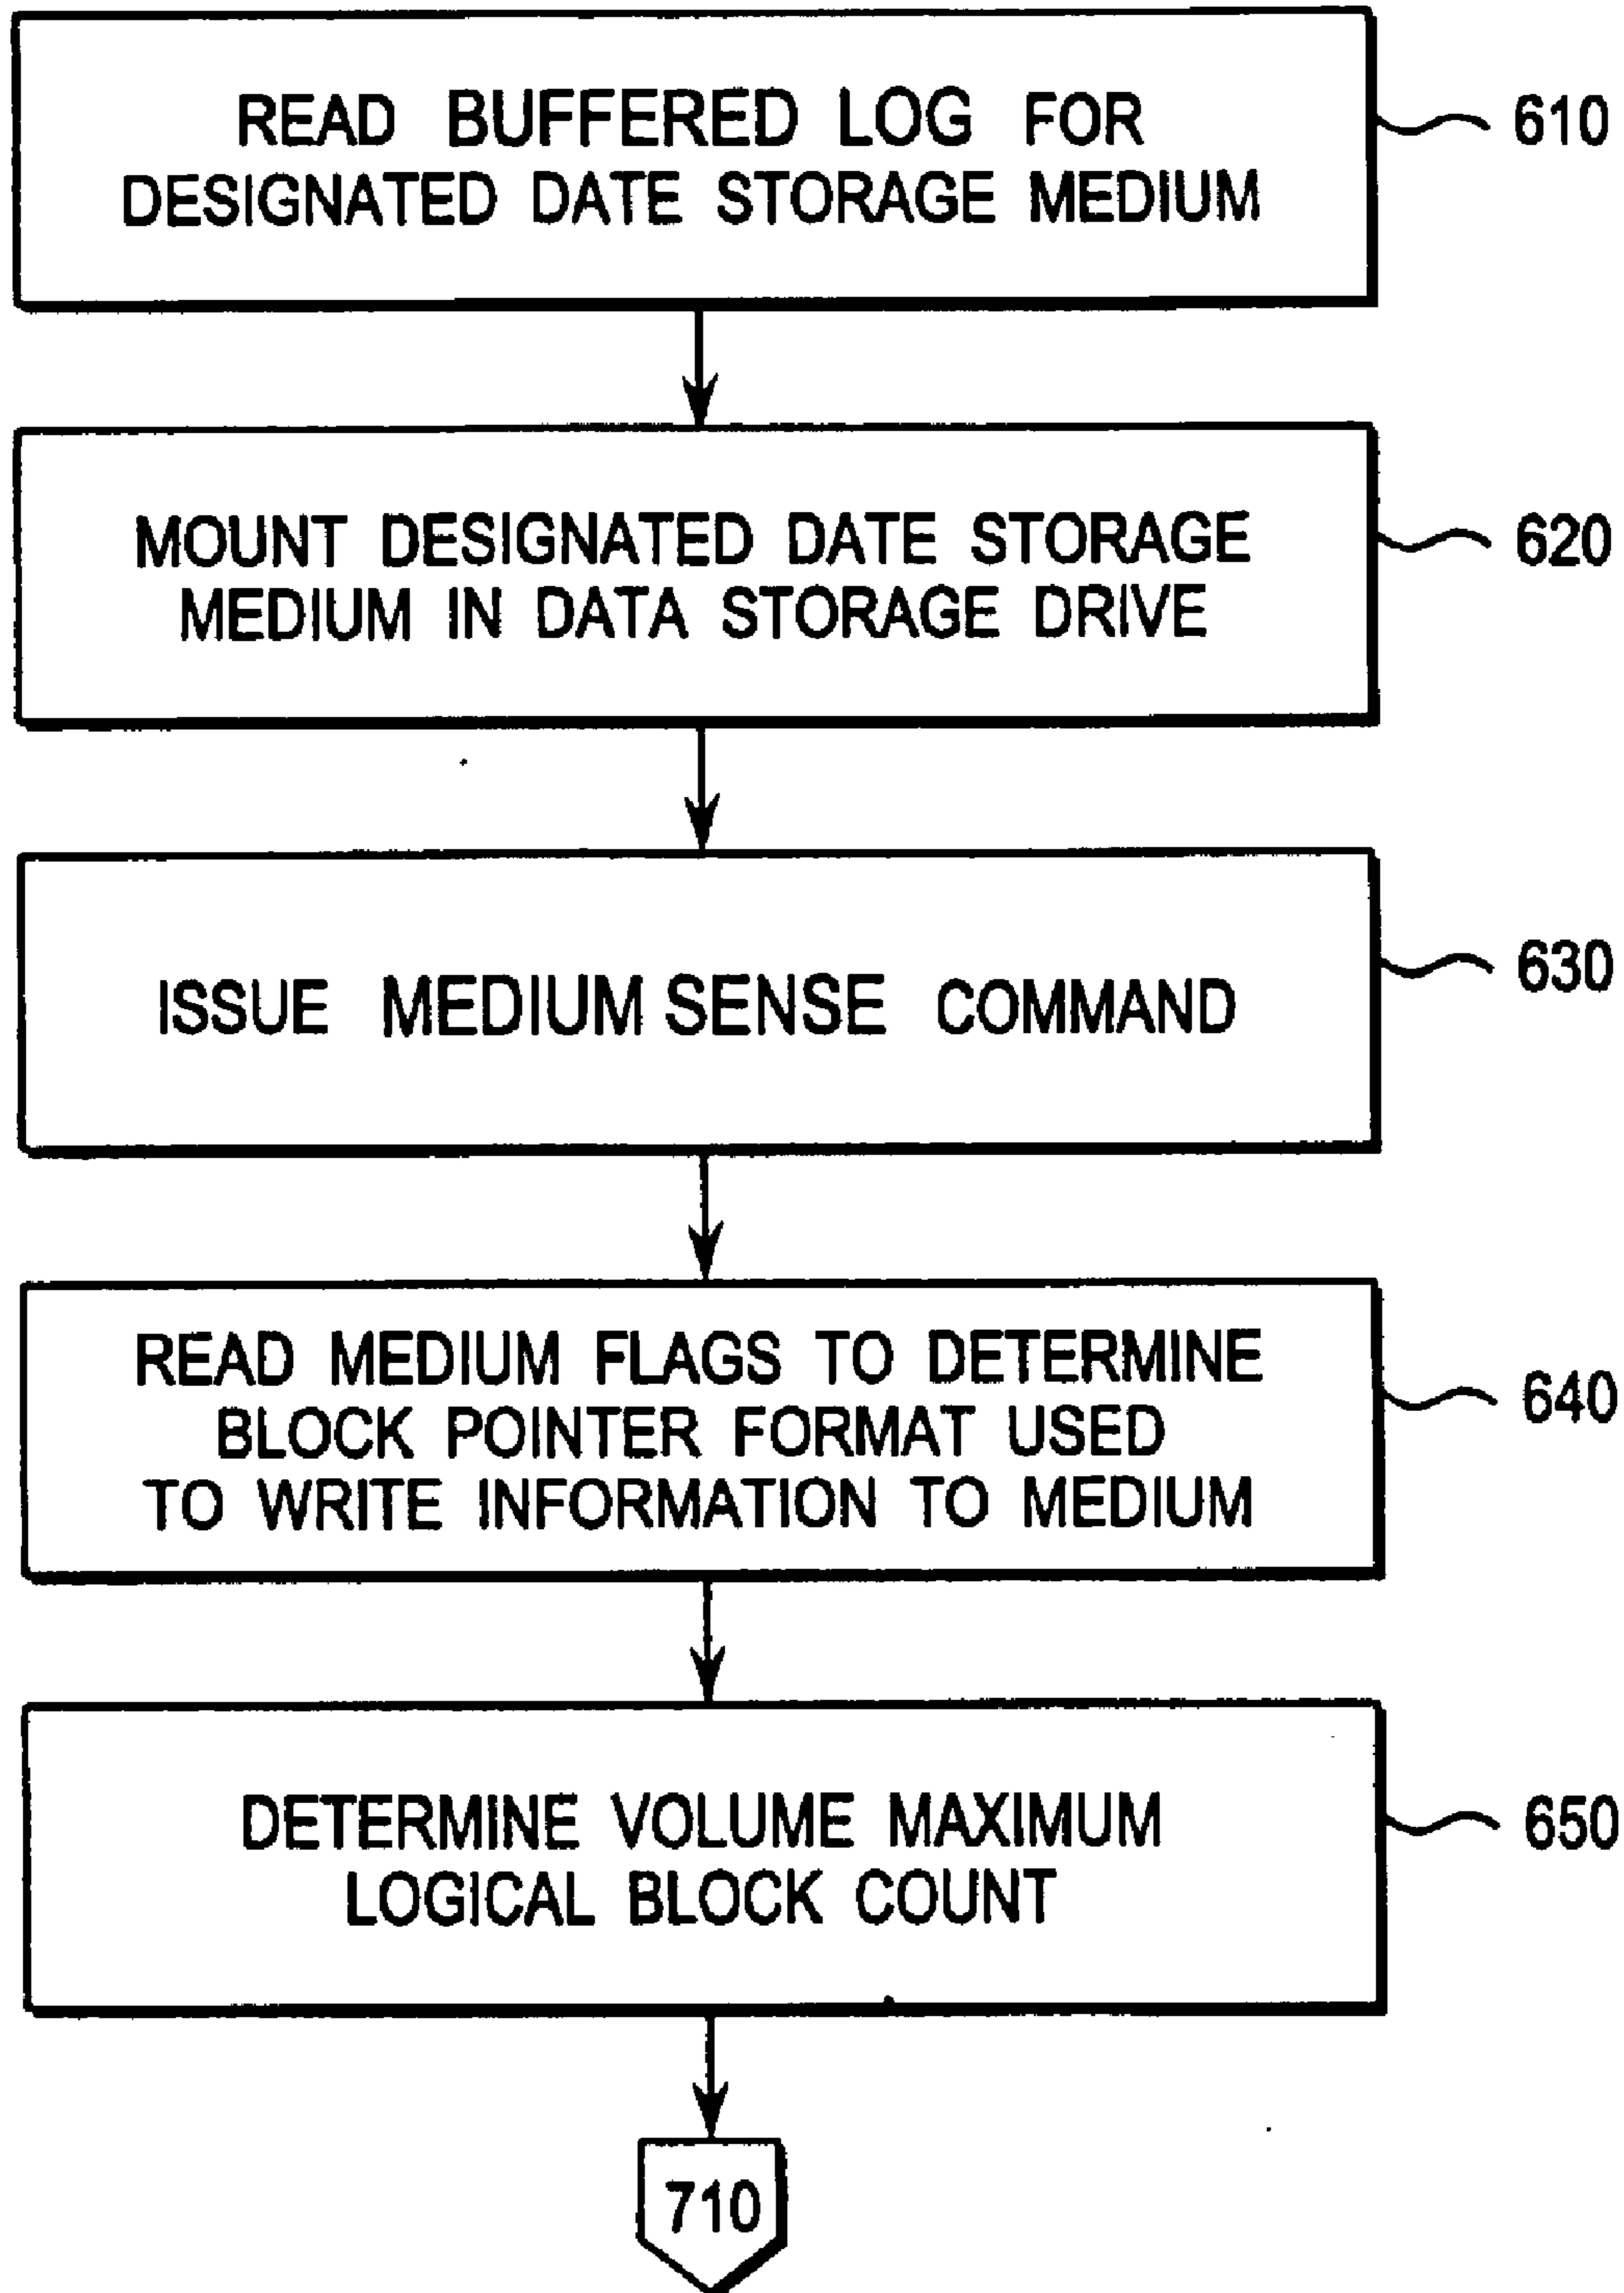 READ BUFFERED LOG FOR
DESIGNATED DATE STORAGE MEDIUM
610
MOUNT DESIGNATED DATE STORAGE
MEDIUM IN DATA STORAGE DRIVE
620
ISSUE MEDIUM SENSE COMMAND
630
READ MEDIUM FLAGS TO DETERMINE
BLOCK POINTER FORMAT USED
TO WRITE INFORMATION TO MEDIUM
640
DETERMINE VOLUME MAXIMUM
LOGICAL BLOCK COUNT
650
710